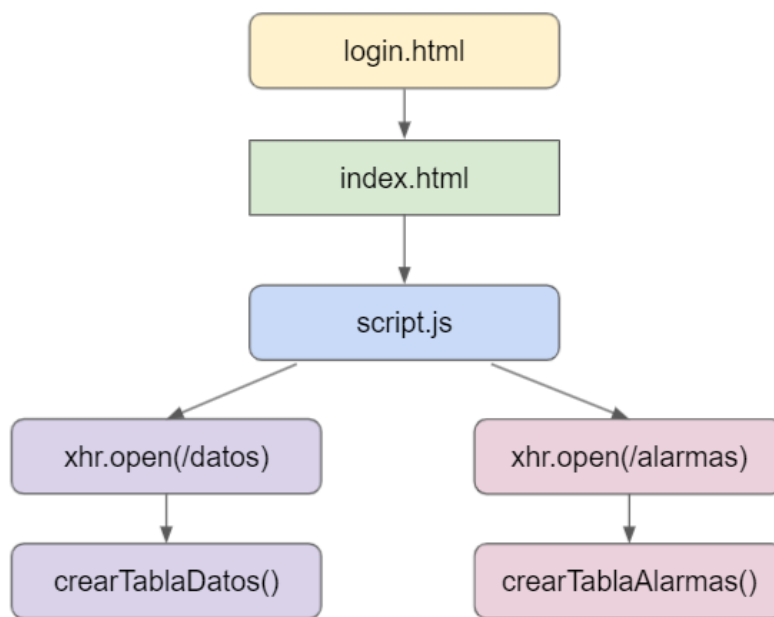 login.html
index.html
script.js
xhr.open(/datos)
xhr.open(/alarmas)
crearTablaDatos()
crearTablaAlarmas()